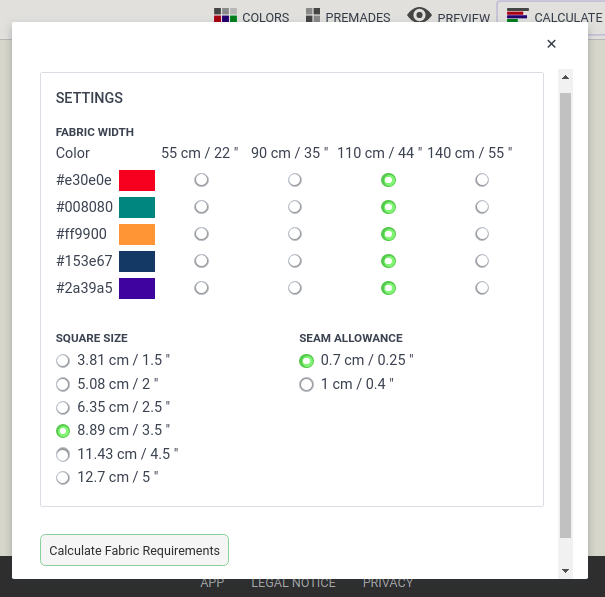 COLORS PREMADES PREVIEW CALCULATE
×
SETTINGS
FABRIC WIDTH
Color 55 cm / 22 " 90 cm / 35 " 110 cm / 44 " 140 cm / 55 "
#e30e0e
#008080
#ff9900
#153e67
#2a39a5
SQUARE SIZE
3.81 cm / 1.5 "
5.08 cm / 2 "
6.35 cm / 2.5 "
8.89 cm / 3.5 "
11.43 cm / 4.5 "
12.7 cm / 5 "
SEAM ALLOWANCE
0.7 cm / 0.25 "
1 cm / 0.4 "
Calculate Fabric Requirements
APP LEGAL NOTICE PRIVACY